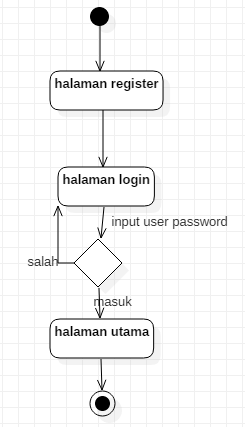 halaman register
halaman login
input user password
salah
masuk
halaman utama